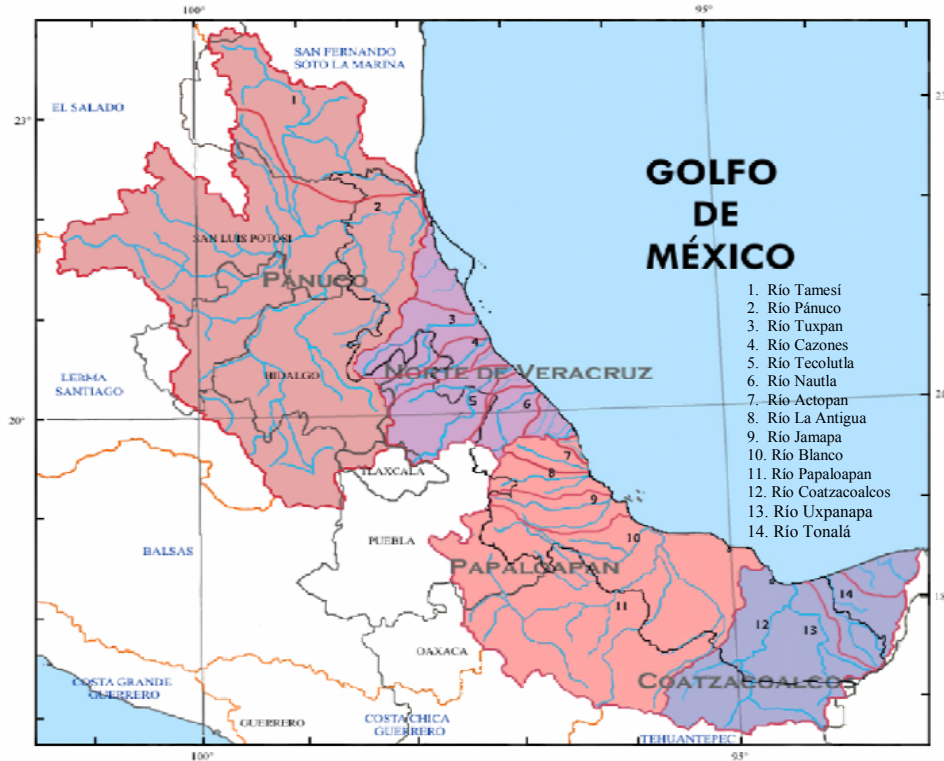 100°
95°
SAN FERNANDO
SOTO LA MARINA
EL SALADO
1
23°
23
GOLFO
DE
MÉXICO
2
SAN LUIS POTOSI
PÁNUCO
1. Río Tamesí
2. Río Pánuco
3. Río Tuxpan
4. Río Cazones
5. Río Tecolutla
6. Río Nautla
7. Río Actopan
8. Río La Antigua
9. Río Jamapa
10. Río Blanco
11. Río Papaloapan
12. Río Coatzacoalcos
13. Río Uxpanapa
14. Río Tonalá
3
4
HIDALGO
NORTE DE VERACRUZ
LERMA
SANTIAGO
5
6
20°
20
7
TLAXCALA
8
9
PUEBLA
10
BALSAS
PAPALOAPAN
14
18
11
12
13
OAXACA
COATZACOALCOS
COSTA GRANDE
GUERRERO
GUERRERO
COSTA CHICA
GUERRERO
TEHUANTEPEC
100°
95°